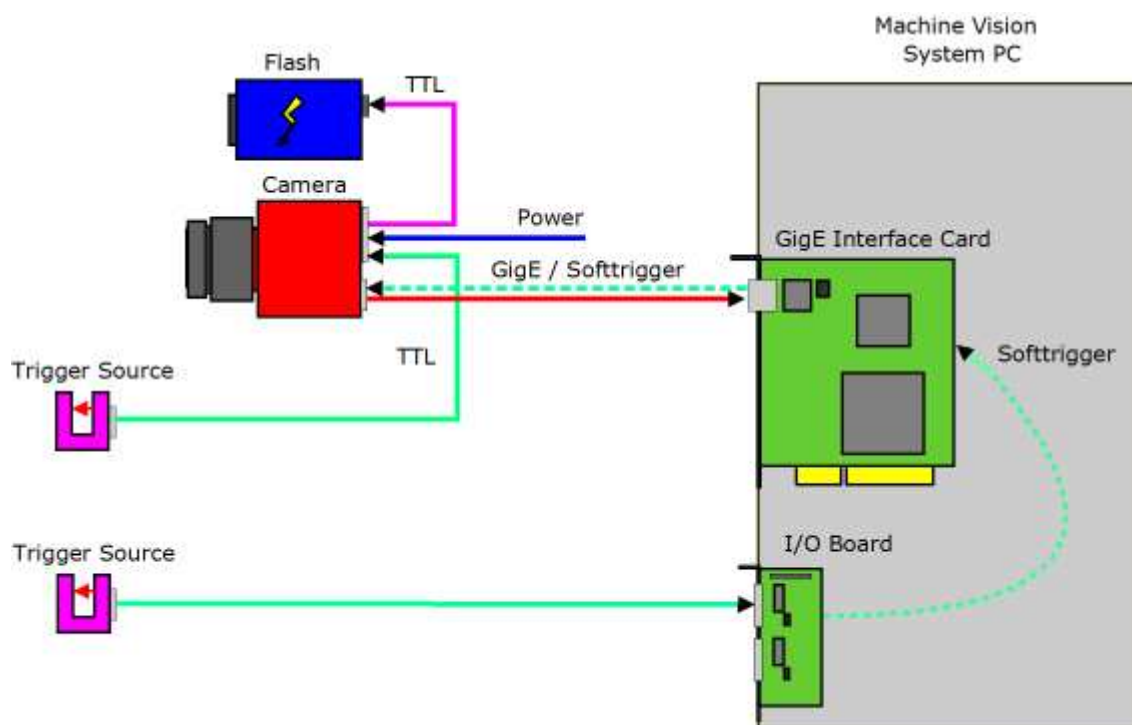 Machine Vision
System PC
Flash
TTL
Camera
Power
GigE Interface Card
GigE / Softtrigger
TTL
Softtrigger
Trigger Source
I/O Board
Trigger Source